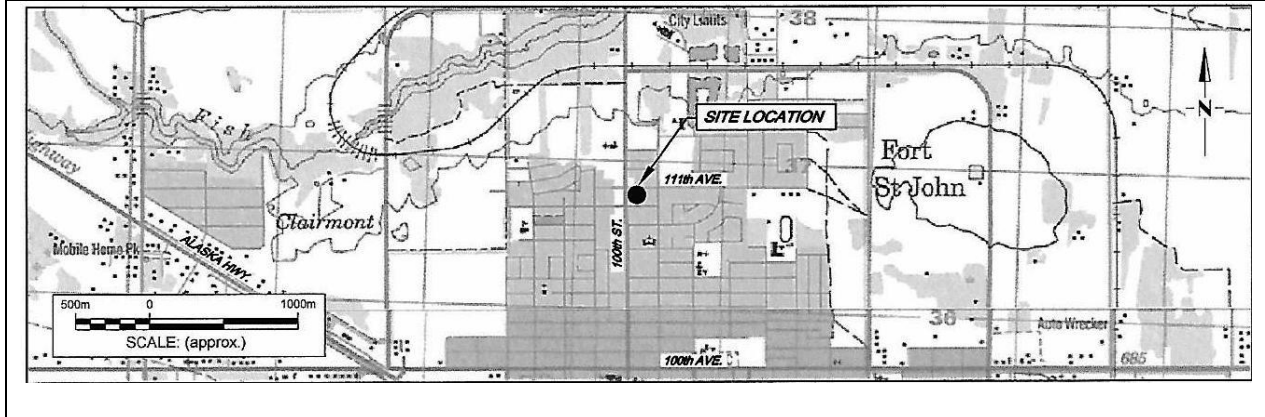 City Limits
38
N
Fish
SITE LOCATION
Fort
St John
111th AVE.
100th ST.
Clairmont
Highway
ALASKA HWY.
Mobile Home Pk
500m 0 1000m
SCALE: (approx.)
36
Auto Wrecker
100th AVE.
685